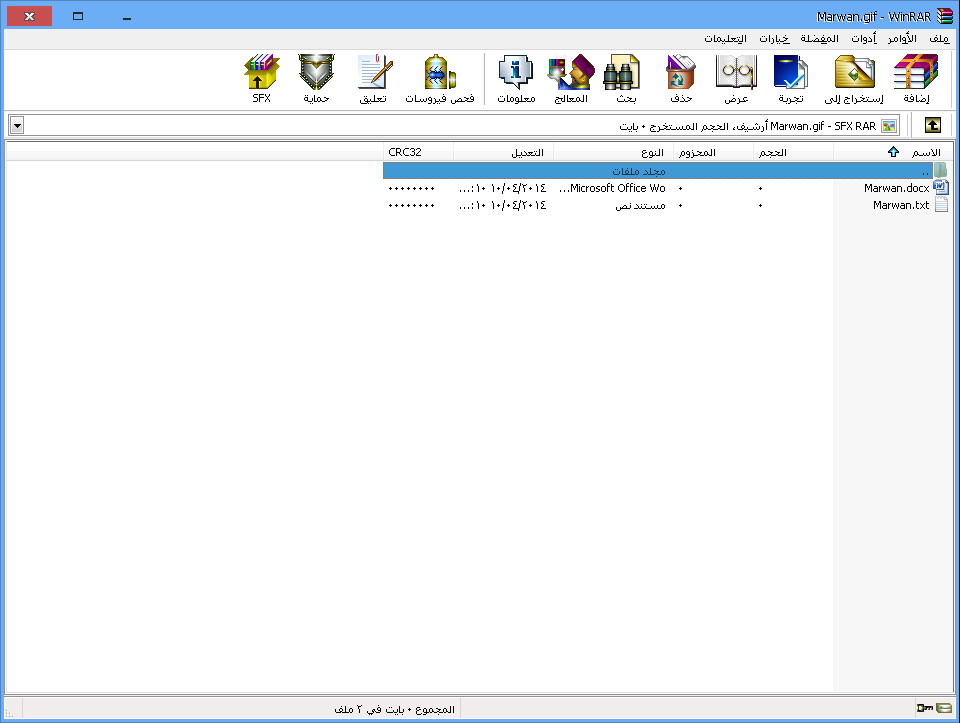 Marwan.gif - WinRAR
ملف الأوامر أدوات المفضلة خيارات التعليمات
إضافة إستخراج إلى تجربة عرض حذف بحث المعالج معلومات فحص فيروسات تعليق حماية SFX
Marwan.gif - SFX RAR أرشيف، الحجم المستخرج ٠ بايت
الاسم الحجم المحزوم النوع التعديل CRC32
.. مجلد ملفات
Marwan.docx ٠ ٠ Microsoft Office Wo... ١٠/٠٤/٢٠١٤ ١٠:... ٠٠٠٠٠٠٠٠
Marwan.txt ٠ ٠ مستند نص ١٠/٠٤/٢٠١٤ ١٠:... ٠٠٠٠٠٠٠٠
المجموع ٠ بايت في ٢ ملف